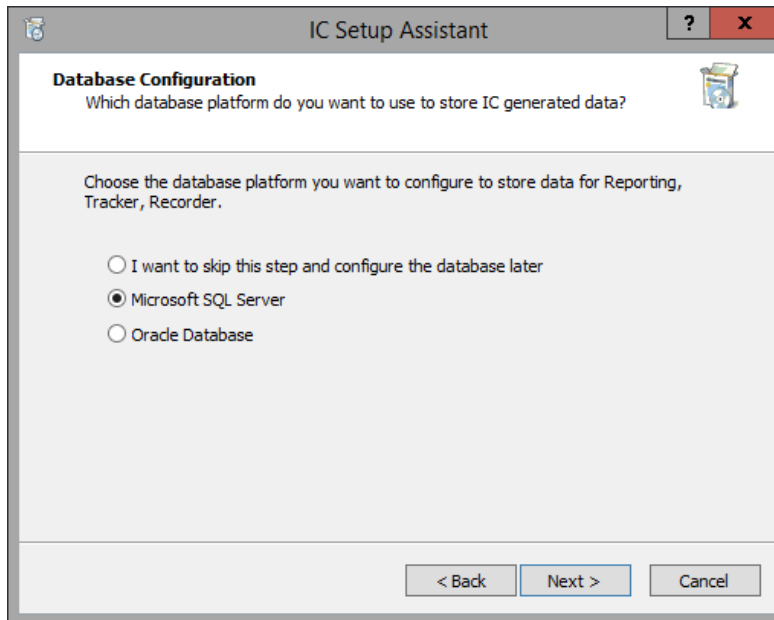 IC Setup Assistant
? x
Database Configuration
Which database platform do you want to use to store IC generated data?
Choose the database platform you want to configure to store data for Reporting,
Tracker, Recorder.
I want to skip this step and configure the database later
Microsoft SQL Server
Oracle Database
< Back Next > Cancel